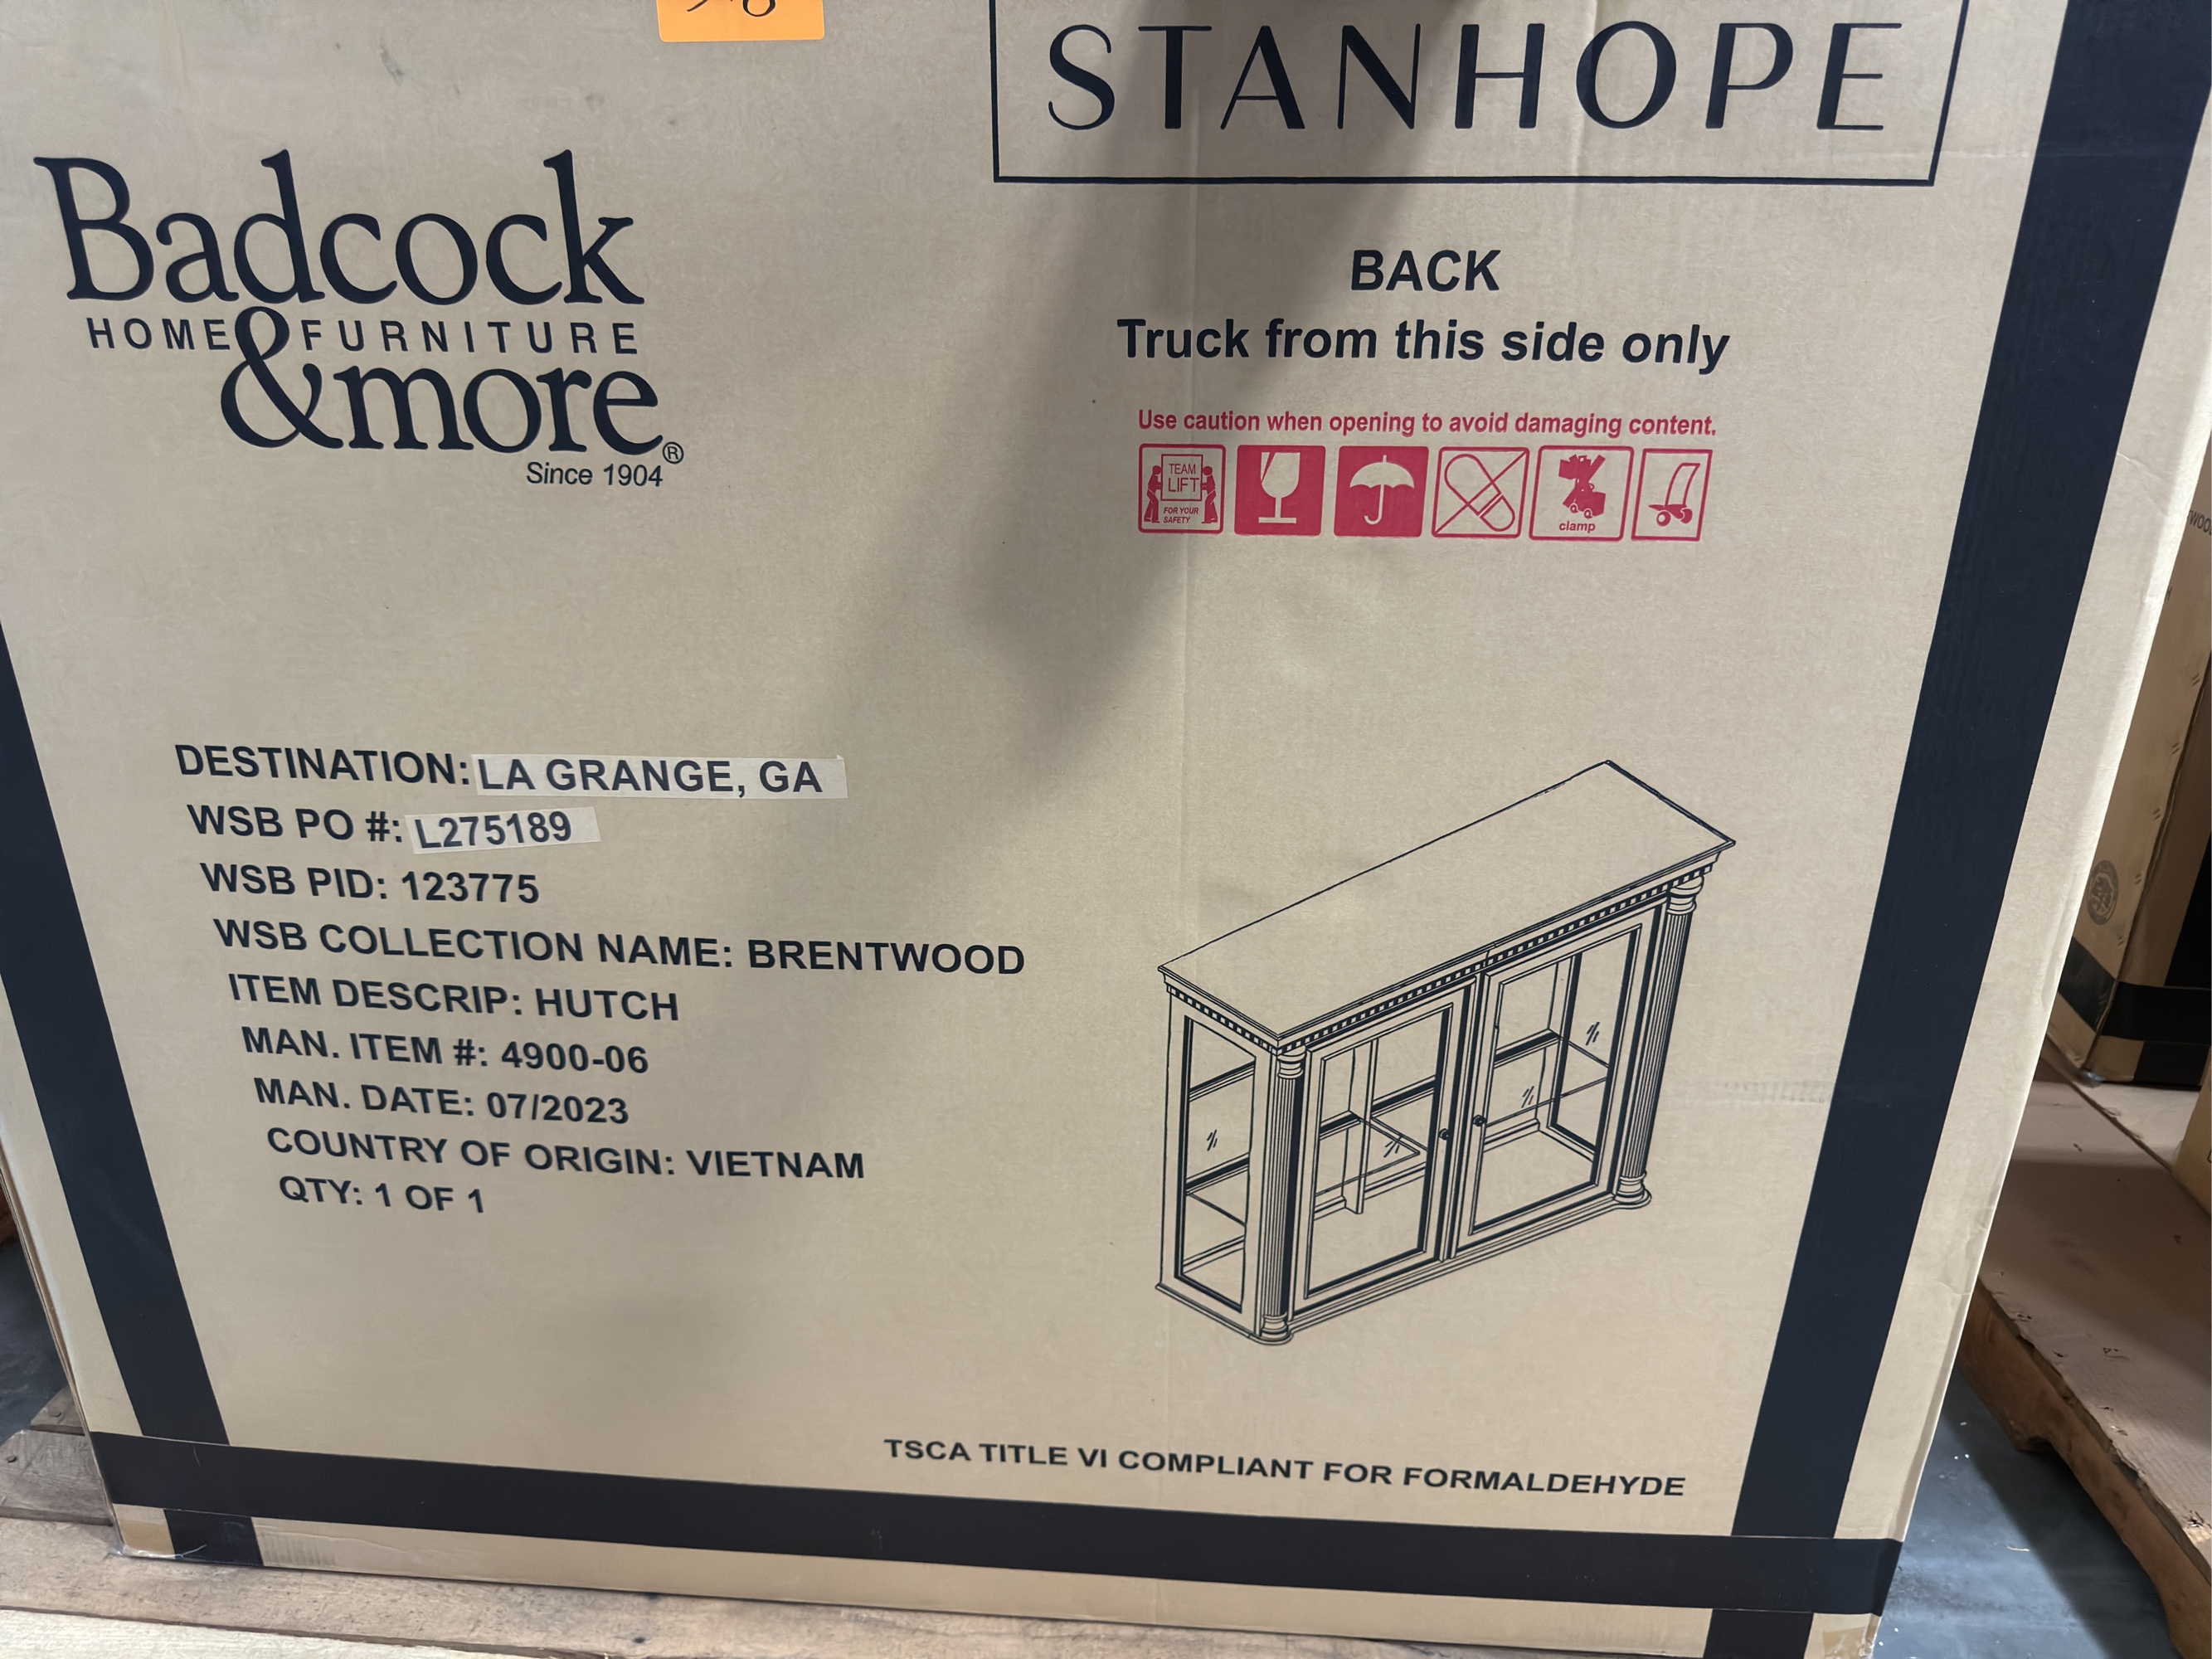 STANHOPE
Badcock
HOME & FURNITURE
&more®
Since 1904
BACK
Truck from this side only
Use caution when opening to avoid damaging content.
TEAM
LIFT
FOR YOUR
SAFETY
clamp
DESTINATION: LA GRANGE, GA
WSB PO #: L275189
WSB PID: 123775
WSB COLLECTION NAME: BRENTWOOD
ITEM DESCRIP: HUTCH
MAN. ITEM #: 4900-06
MAN. DATE: 07/2023
COUNTRY OF ORIGIN: VIETNAM
QTY: 1 OF 1
TSCA TITLE VI COMPLIANT FOR FORMALDEHYDE